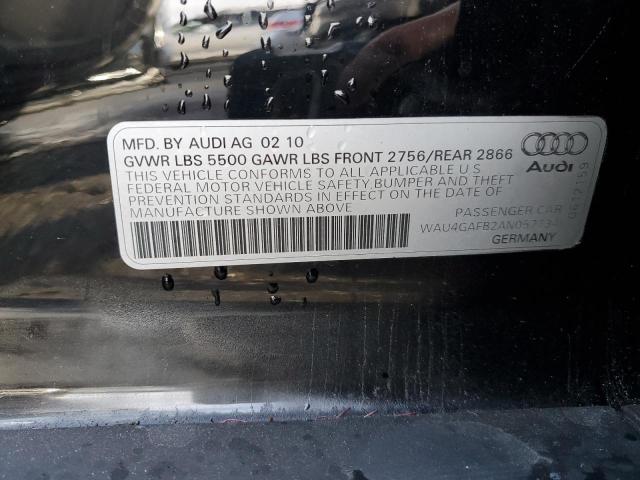 MFD. BY AUDI AG 02 10
GVWR LBS 5500 GAWR LBS FRONT 2756/REAR 2866
THIS VEHICLE CONFORMS TO ALL APPLICABLE U S
FEDERAL MOTOR VEHICLE SAFETY,BUMPER AND THEFT
PREVENTION STANDARDS IN EFFECT ON THE DATE OF
MANUFACTURE SHOWN ABOVE
Audi
PASSENGER CAR
GERMANY